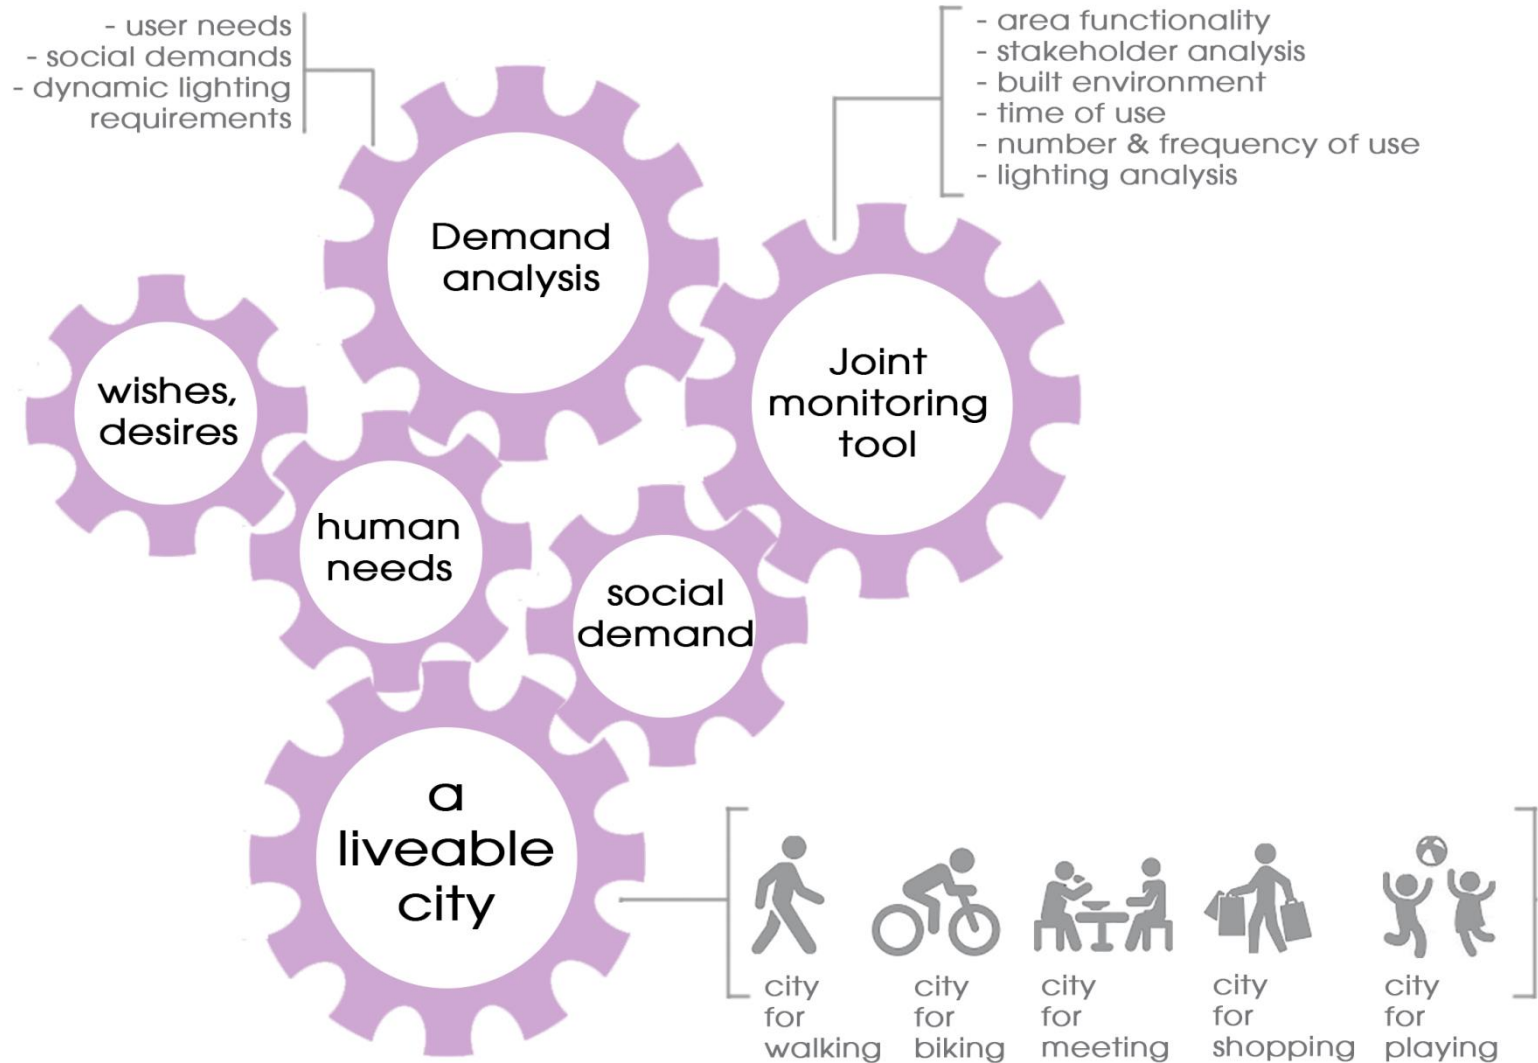 - user needs
- social demands
- dynamic lighting
requirements
- area functionality
- stakeholder analysis
- built environment
- time of use
- number & frequency of use
- lighting analysis
Demand
analysis
Joint
monitoring
tool
wishes,
desires
human
needs
social
demand
a
liveable
city
city
for
walking
city
for
biking
city
for
meeting
city
for
shopping
city
for
playing